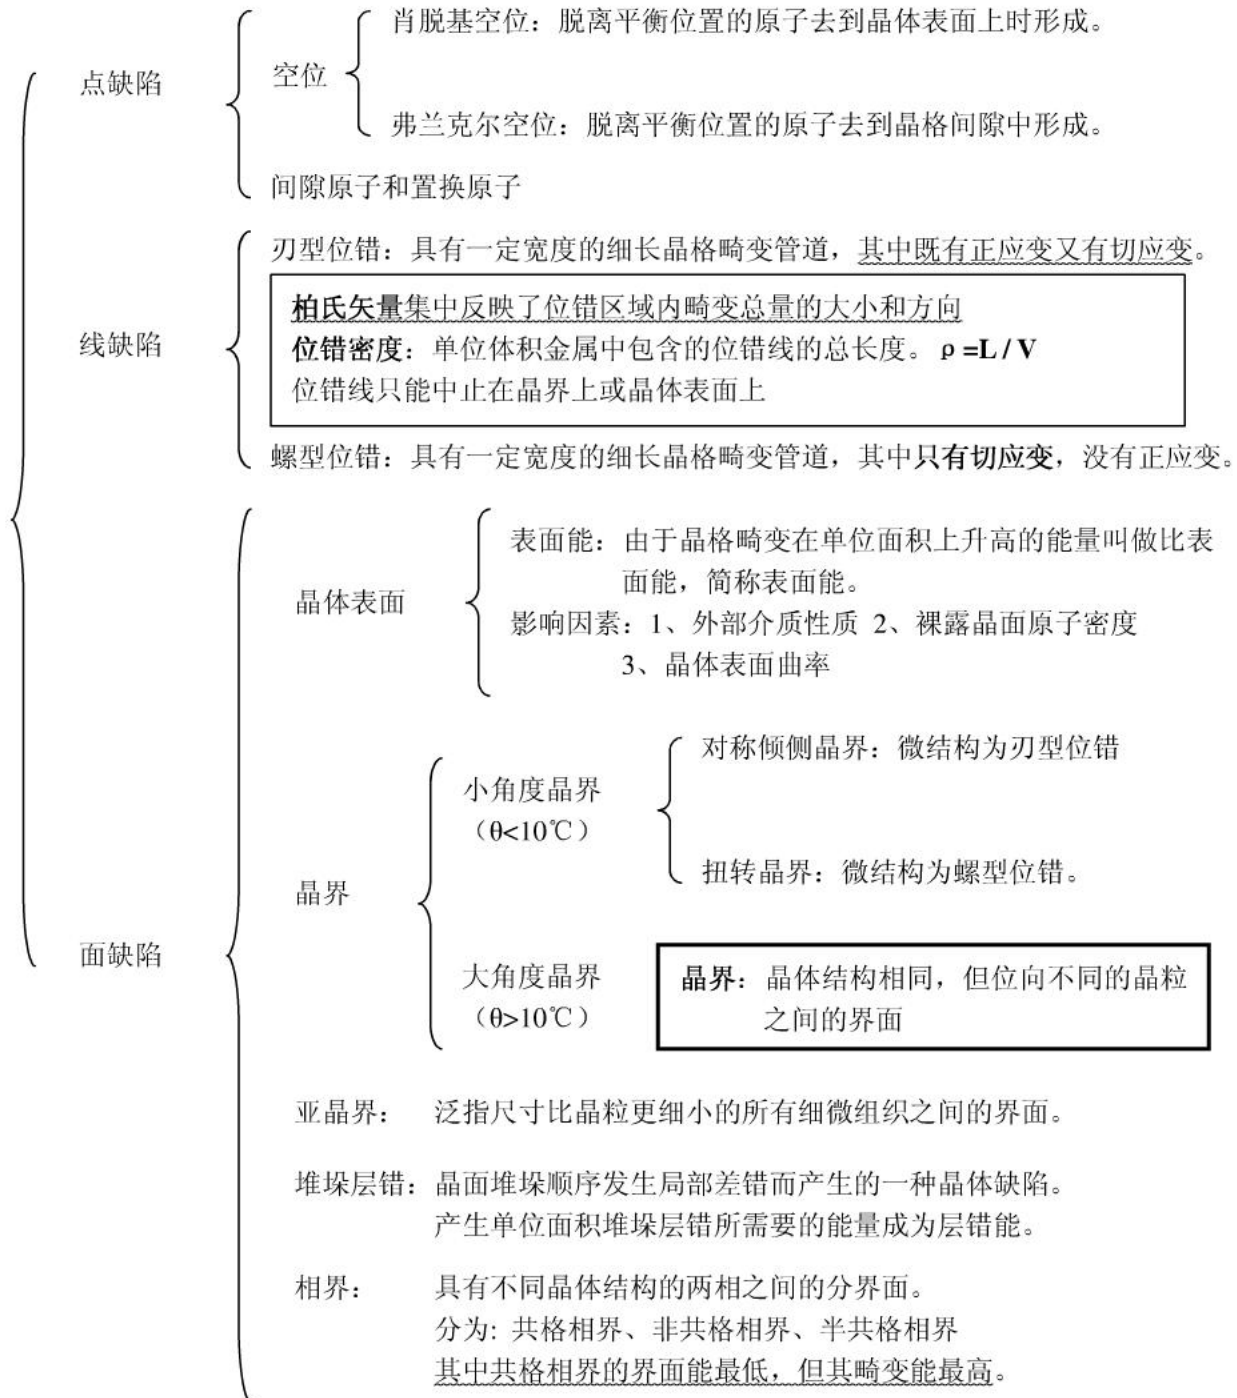 肖脱基空位：脱离平衡位置的原子去到晶体表面上时形成。
空位
点缺陷
弗兰克尔空位：脱离平衡位置的原子去到晶格间隙中形成。
间隙原子和置换原子
刃型位错：具有一定宽度的细长晶格畸变管道，其中既有正应变又有切应变。
柏氏矢量集中反映了位错区域内畸变总量的大小和方向
线缺陷
位错密度：单位体积金属中包含的位错线的总长度。ρ=L / V
位错线只能中止在晶界上或晶体表面上
螺型位错：具有一定宽度的细长晶格畸变管道，其中只有切应变，没有正应变。
晶体表面
表面能：由于晶格畸变在单位面积上升高的能量叫做比表
面能，简称表面能。
影响因素：1、外部介质性质 2、裸露晶面原子密度
3、晶体表面曲率
对称倾侧晶界：微结构为刃型位错
小角度晶界
（θ<10℃）
扭转晶界：微结构为螺型位错。
晶界
面缺陷
大角度晶界
（θ>10℃）
晶界：晶体结构相同，但位向不同的晶粒
之间的界面
亚晶界： 泛指尺寸比晶粒更细小的所有细微组织之间的界面。
堆垛层错：晶面堆垛顺序发生局部差错而产生的一种晶体缺陷。
产生单位面积堆垛层错所需要的能量成为层错能。
相界： 具有不同晶体结构的两相之间的分界面。
分为: 共格相界、非共格相界、半共格相界
其中共格相界的界面能最低，但其畸变能最高。